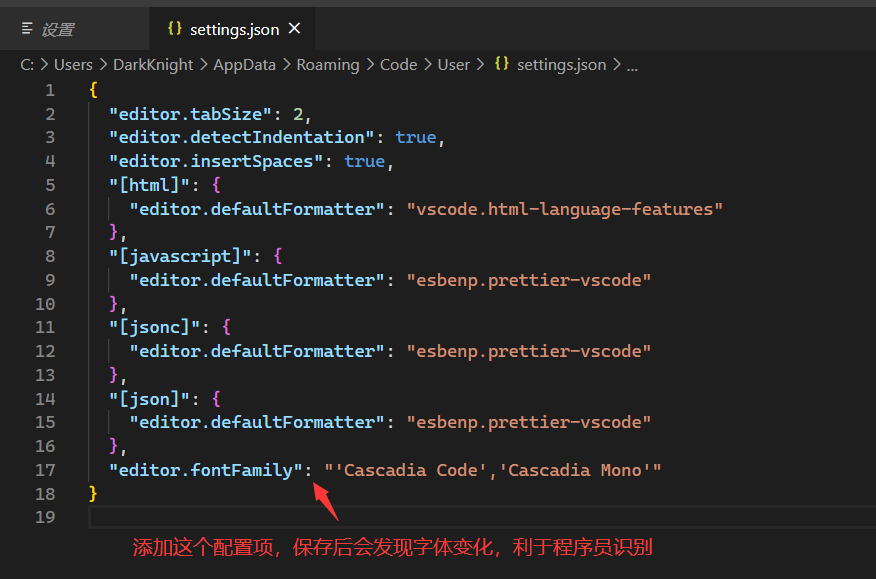 设置 settings.json
C: Users DarkKnight AppData Roaming Code User settings.json ...
1 {
2 "editor.tabSize": 2,
3 "editor.detectIndentation": true,
4 "editor.insertSpaces": true,
5 "[html]": {
6 "editor.defaultFormatter": "vscode.html-language-features"
7 },
8 "[javascript]": {
9 "editor.defaultFormatter": "esbenp.prettier-vscode"
10 },
11 "[jsonc]": {
12 "editor.defaultFormatter": "esbenp.prettier-vscode"
13 },
14 "[json]": {
15 "editor.defaultFormatter": "esbenp.prettier-vscode"
16 },
17 "editor.fontFamily": "'Cascadia Code','Cascadia Mono'"
18 }
19
添加这个配置项，保存后会发现字体变化，利于程序员识别